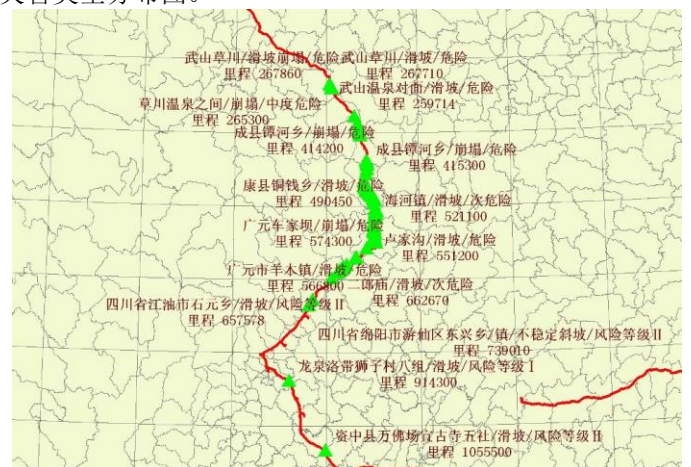 灾害类型分布图。
武山草川/滑坡崩塌/危险
里程 267860
武山草川/滑坡/危险
里程 267710
武山温泉对面/滑坡/危险
里程 259714
草川温泉之间/崩塌/中度危险
里程 265300
成县镡河乡/崩塌/危险
里程 414200
成县镡河乡/崩塌/危险
里程 415300
康县铜钱乡/滑坡/危险
里程 490450
海河镇/滑坡/次危险
里程 521100
广元车家坝/崩塌/危险
里程 574300
卢家沟/滑坡/危险
里程 551200
广元市羊木镇/滑坡/危险
里程 566800
二郎庙/滑坡/次危险
里程 662670
四川省江池市石元乡/滑坡/风险等级Ⅱ
里程 657578
四川省绵阳市游仙区东兴乡/镇/不稳定斜坡/风险等级Ⅱ
里程 739010
龙泉洛带狮子村八组/滑坡/风险等级Ⅰ
里程 914300
资中县万佛场宣古寺五社/滑坡/风险等级Ⅱ
里程 1055500